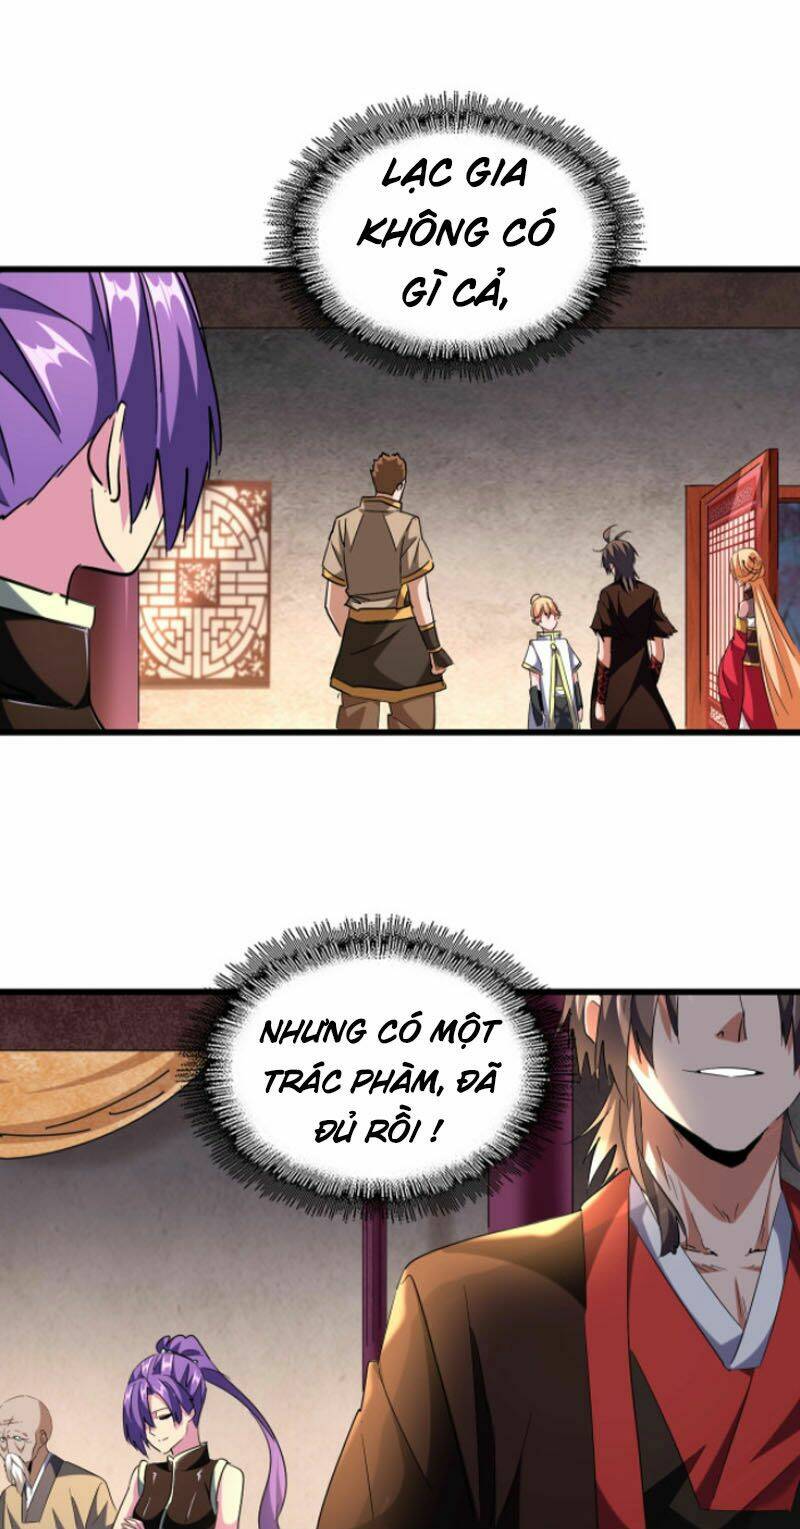 LẠC GIA
KHÔNG CÓ
GÌ CẢ,
NHƯNG CÓ MỘT
TRÁC PHÀM, ĐÃ
ĐỦ RỒI !